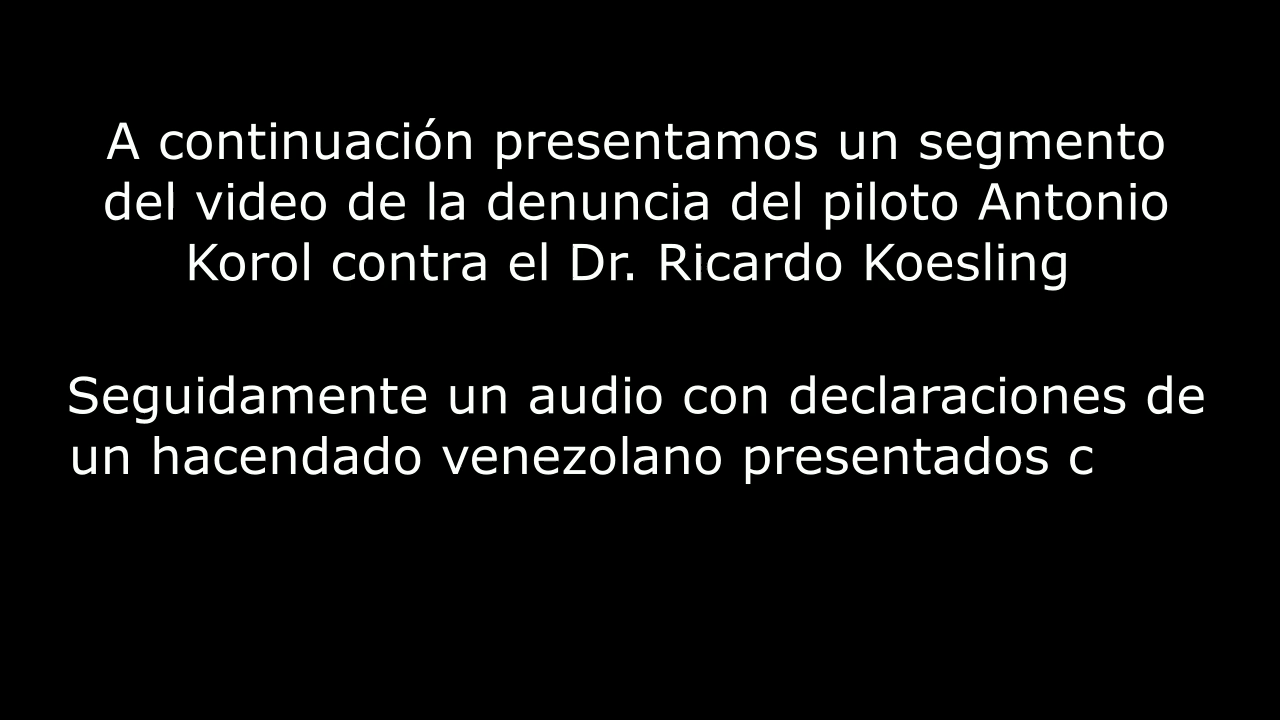 A continuación presentamos un segmento
del video de la denuncia del piloto Antonio
Korol contra el Dr. Ricardo Koesling
Seguidamente un audio con declaraciones de
un hacendado venezolano presentados c